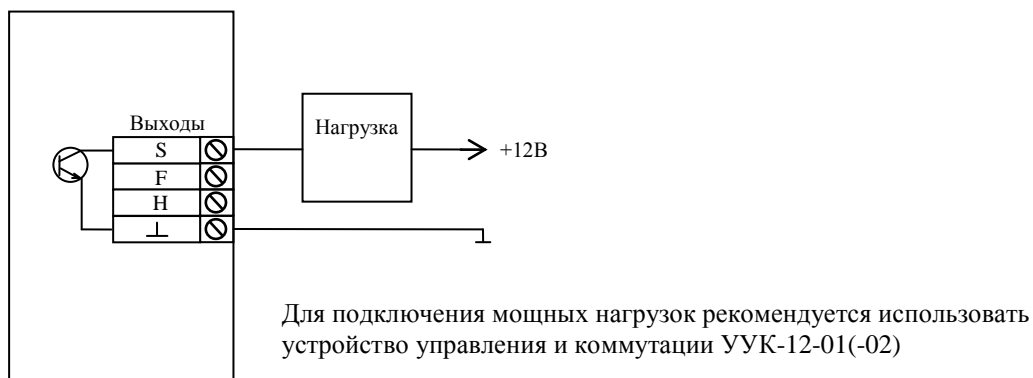 Выходы
S
F
H
⊥
Нагрузка
+12В
Для подключения мощных нагрузок рекомендуется использовать
устройство управления и коммутации УУК-12-01(-02)